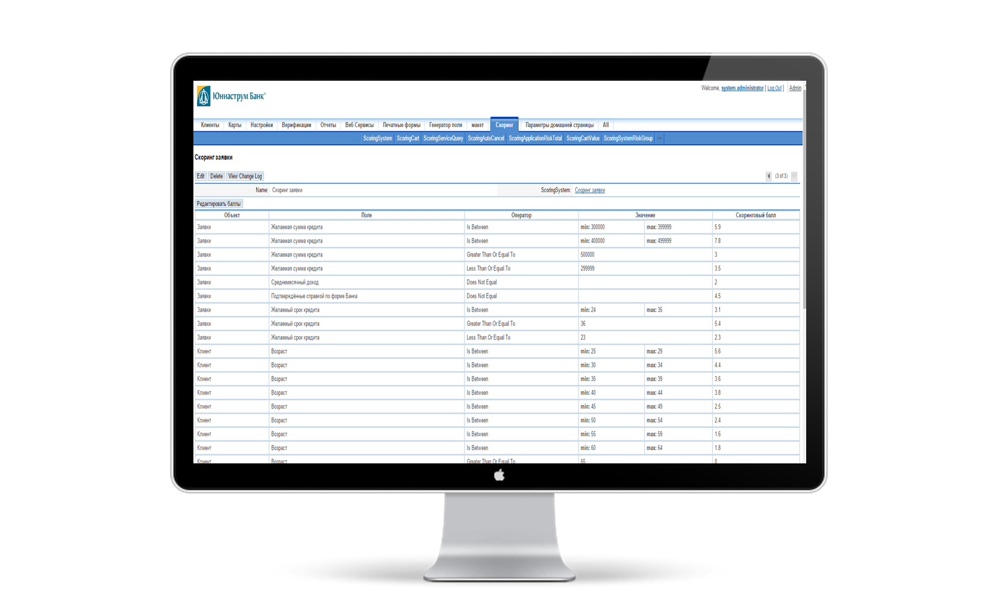 Welcome, system administrator [ Log Out ] Admin
Юниаструм Банк®
Клиенты Карты Настройки Верификации Отчеты Веб Сервисы Печатные формы Генератор поля макет Скоринг Параметры домашней страницы All
ScoringSystem ScoringCart ScoringServiceQuery ScoringAutoCancel ScoringApplicationRiskTotal ScoringCartValue ScoringSystemRiskGroup >>
Скоринг заявки
Edit Delete View Change Log (3 of 3)
Name: Скоринг заявки ScoringSystem: Скоринг заявки
Редактировать баллы
Объект Поле Оператор Значение Скоринговый балл
Заявки Желаемая сумма кредита Is Between min: 300000 max: 399999 5.9
Заявки Желаемая сумма кредита Is Between min: 400000 max: 499999 7.8
Заявки Желаемая сумма кредита Greater Than Or Equal To 500000 3
Заявки Желаемая сумма кредита Less Than Or Equal To 299999 3.5
Заявки Среднемесячный доход Does Not Equal 2
Заявки Подтверждённые справкой по форме Банка Does Not Equal 4.5
Заявки Желаемый срок кредита Is Between min: 24 max: 35 3.1
Заявки Желаемый срок кредита Greater Than Or Equal To 36 5.4
Заявки Желаемый срок кредита Less Than Or Equal To 23 2.3
Клиент Возраст Is Between min: 25 max: 29 5.6
Клиент Возраст Is Between min: 30 max: 34 4.4
Клиент Возраст Is Between min: 35 max: 39 3.6
Клиент Возраст Is Between min: 40 max: 44 3.8
Клиент Возраст Is Between min: 45 max: 49 2.5
Клиент Возраст Is Between min: 50 max: 54 2.4
Клиент Возраст Is Between min: 55 max: 59 1.6
Клиент Возраст Is Between min: 60 max: 64 1.8
Клиент Возраст Greater Than Or Equal To 65 0